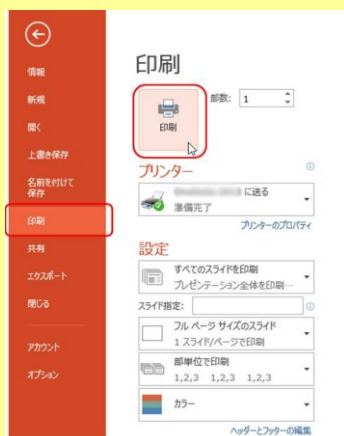 情報
新規
開く
上書き保存
名前を付けて
保存
印刷
共有
エクスポート
閉じる
アカウント
オプション
印刷
印刷
部数: 1
プリンター
に送る
準備完了
プリンターのプロパティ
設定
すべてのスライドを印刷
プレゼンテーション全体を印刷…
スライド指定:
フル ページ サイズのスライド
1 スライド/ページで印刷
部単位で印刷
1,2,3 1,2,3 1,2,3
カラー
ヘッダーとフッターの編集